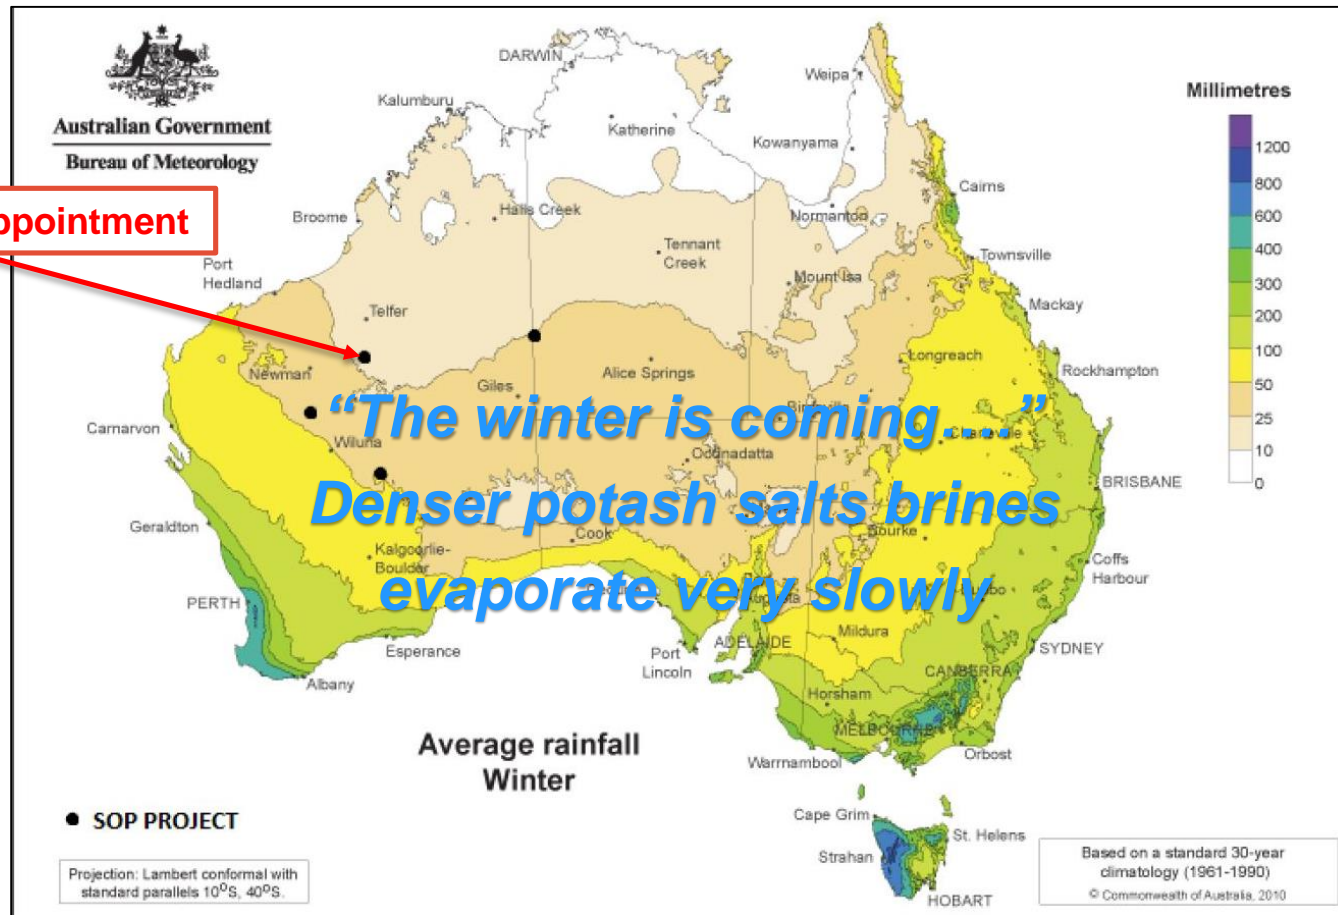 Australian Government
Bureau of Meteorology
ppointment
DARWIN
Kalumburu
Katherine
Weipa
Kowanyama
Broome
Halls Creek
Normanton
Cairns
Port
Hedland
Telfer
Tennant
Creek
Mount Isa
Townsville
Mackay
Newman
Giles
Alice Springs
Longreach
Rockhampton
Carnarvon
Wiluna
Birdsville
Charleville
Oodnadatta
BRISBANE
“The winter is coming....”
Denser potash salts brines
evaporate very slowly
Geraldton
Kalgoorlie-
Boulder
Cook
Bourke
Coffs
Harbour
PERTH
Esperance
Albany
Port
Lincoln
ADELAIDE
Mildura
SYDNEY
CANBERRA
Horsham
MELBOURNE
Warrnambool
Orbost
Cape Grim
St. Helens
Strahan
HOBART
Millimetres
1200
800
600
400
300
200
100
50
25
10
0
Average rainfall
Winter
SOP PROJECT
Projection: Lambert conformal with
standard parallels 10⁰S, 40⁰S.
Based on a standard 30-year
climatology (1961-1990)
© Commonwealth of Australia, 2010